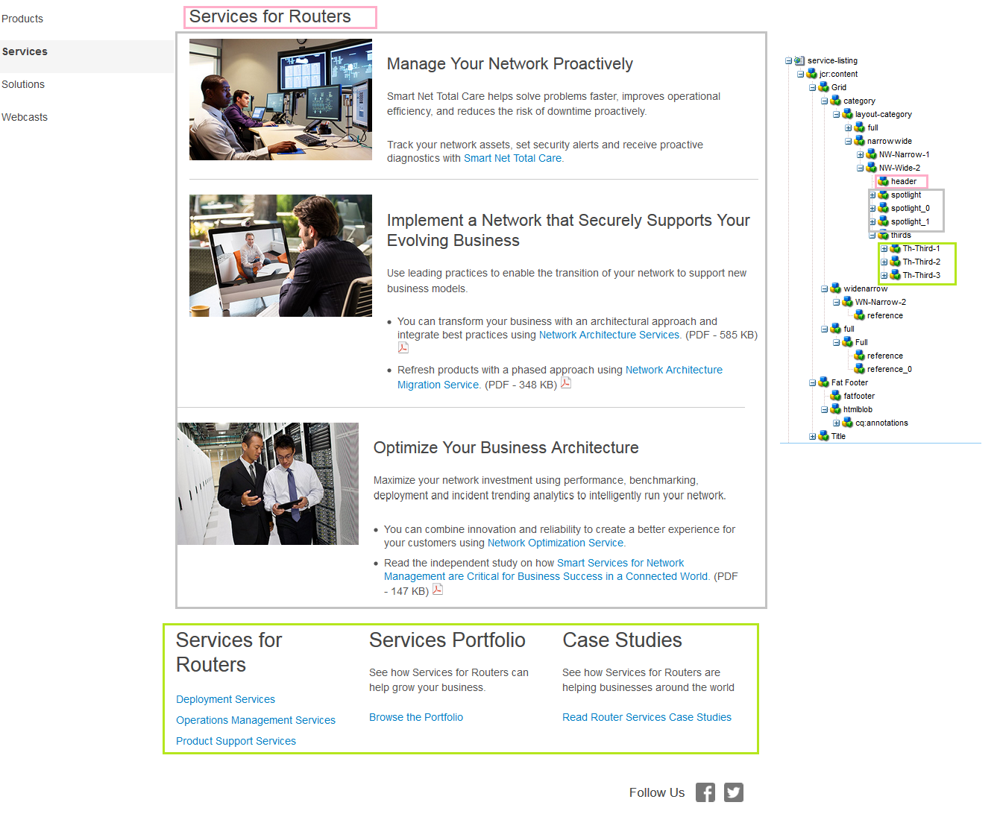 Products
Services
Solutions
Webcasts
Services for Routers
Manage Your Network Proactively
Smart Net Total Care helps solve problems faster, improves operational
efficiency, and reduces the risk of downtime proactively.
Track your network assets, set security alerts and receive proactive
diagnostics with Smart Net Total Care.
Implement a Network that Securely Supports Your
Evolving Business
Use leading practices to enable the transition of your network to support new
business models.
• You can transform your business with an architectural approach and
integrate best practices using Network Architecture Services. (PDF - 585 KB)
• Refresh products with a phased approach using Network Architecture
Migration Service. (PDF - 348 KB)
Optimize Your Business Architecture
Maximize your network investment using performance, benchmarking,
deployment and incident trending analytics to intelligently run your network.
• You can combine innovation and reliability to create a better experience for
your customers using Network Optimization Service.
• Read the independent study on how Smart Services for Network
Management are Critical for Business Success in a Connected World. (PDF
- 147 KB)
Services for
Routers
Deployment Services
Operations Management Services
Product Support Services
Services Portfolio
See how Services for Routers can
help grow your business.
Browse the Portfolio
Case Studies
See how Services for Routers are
helping businesses around the world
Read Router Services Case Studies
Follow Us
service-listing
jcr:content
Grid
category
layout-category
full
narrowwide
NW-Narrow-1
NW-Wide-2
header
spotlight
spotlight_0
spotlight_1
thirds
Th-Third-1
Th-Third-2
Th-Third-3
widenarrow
WN-Narrow-2
reference
full
Full
reference
reference_0
Fat Footer
fatfooter
htmlblob
cq:annotations
Title